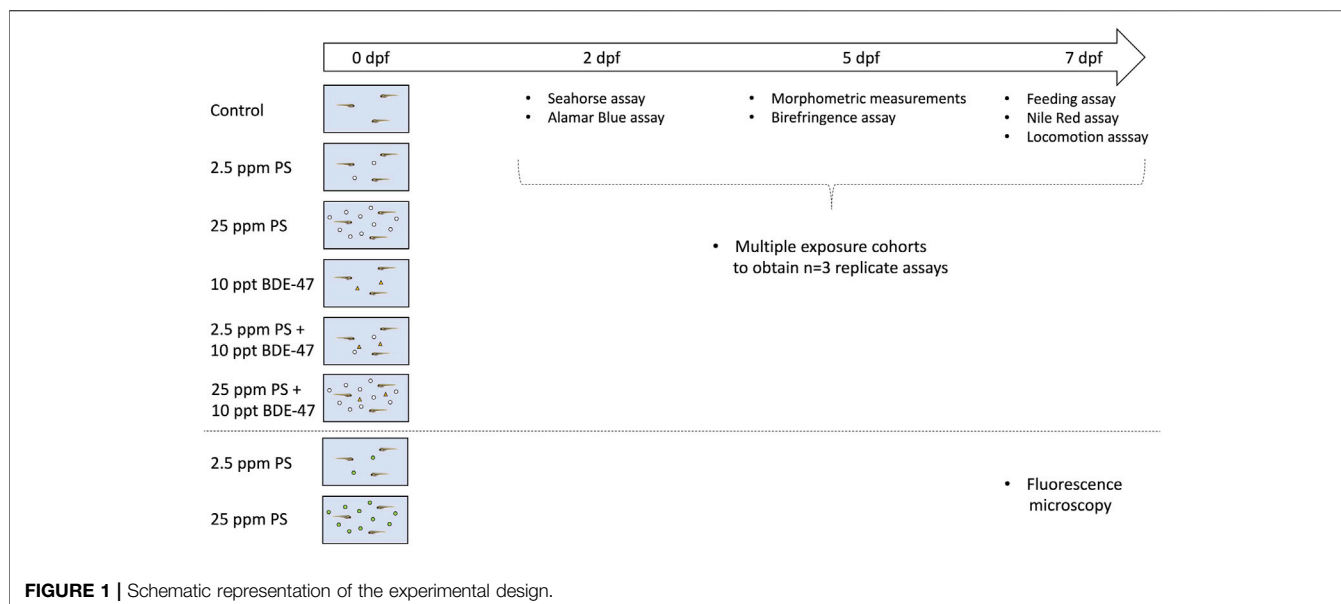 0 dpf 2 dpf 5 dpf 7 dpf
Control
• Seahorse assay
• Alamar Blue assay
• Morphometric measurements
• Birefringence assay
• Feeding assay
• Nile Red assay
• Locomotion asssay
2.5 ppm PS
25 ppm PS
• Multiple exposure cohorts
to obtain n=3 replicate assays
10 ppt BDE-47
2.5 ppm PS +
10 ppt BDE-47
25 ppm PS +
10 ppt BDE-47
2.5 ppm PS
25 ppm PS
• Fluorescence
microscopy
FIGURE 1 | Schematic representation of the experimental design.